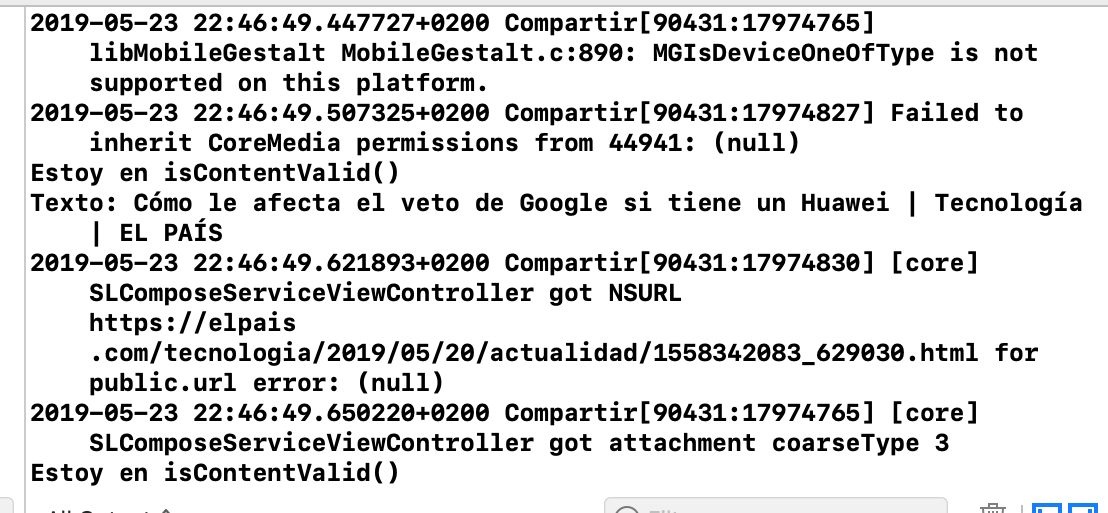 2019-05-23 22:46:49.447727+0200 Compartir[90431:17974765]
libMobileGestalt MobileGestalt.c:890: MGIsDeviceOneOfType is not
supported on this platform.
2019-05-23 22:46:49.507325+0200 Compartir[90431:17974827] Failed to
inherit CoreMedia permissions from 44941: (null)
Estoy en isContentValid()
Texto: Cómo le afecta el veto de Google si tiene un Huawei | Tecnología
| EL PAÍS
2019-05-23 22:46:49.621893+0200 Compartir[90431:17974830] [core]
SLComposeServiceViewController got NSURL
https://elpais
.com/tecnologia/2019/05/20/actualidad/1558342083_629030.html for
public.url error: (null)
2019-05-23 22:46:49.650220+0200 Compartir[90431:17974765] [core]
SLComposeServiceViewController got attachment coarseType 3
Estoy en isContentValid()